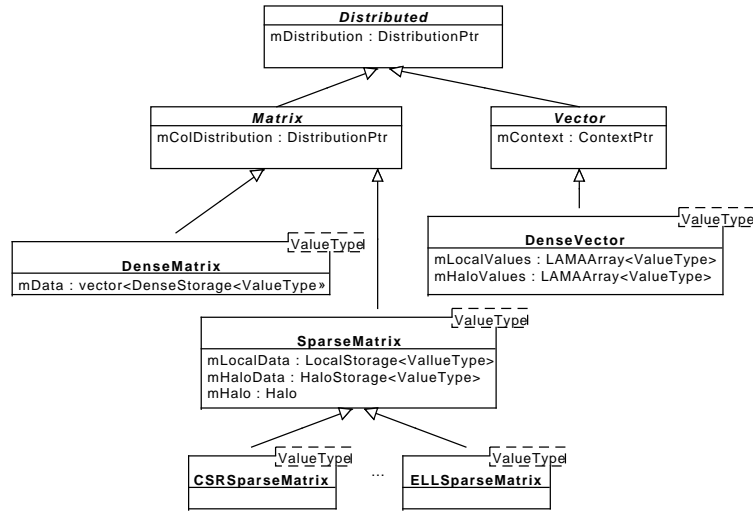 Distributed
mDistribution : DistributionPtr
Matrix
mColDistribution : DistributionPtr
Vector
mContext : ContextPtr
ValueType
DenseMatrix
mData : vector<DenseStorage<ValueType»
ValueType
DenseVector
mLocalValues : LAMAArray<ValueType>
mHaloValues : LAMAArray<ValueType>
ValueType
SparseMatrix
mLocalData : LocalStorage<VallueType>
mHaloData : HaloStorage<ValueType>
mHalo : Halo
ValueType
CSRSparseMatrix
...
ValueType
ELLSparseMatrix